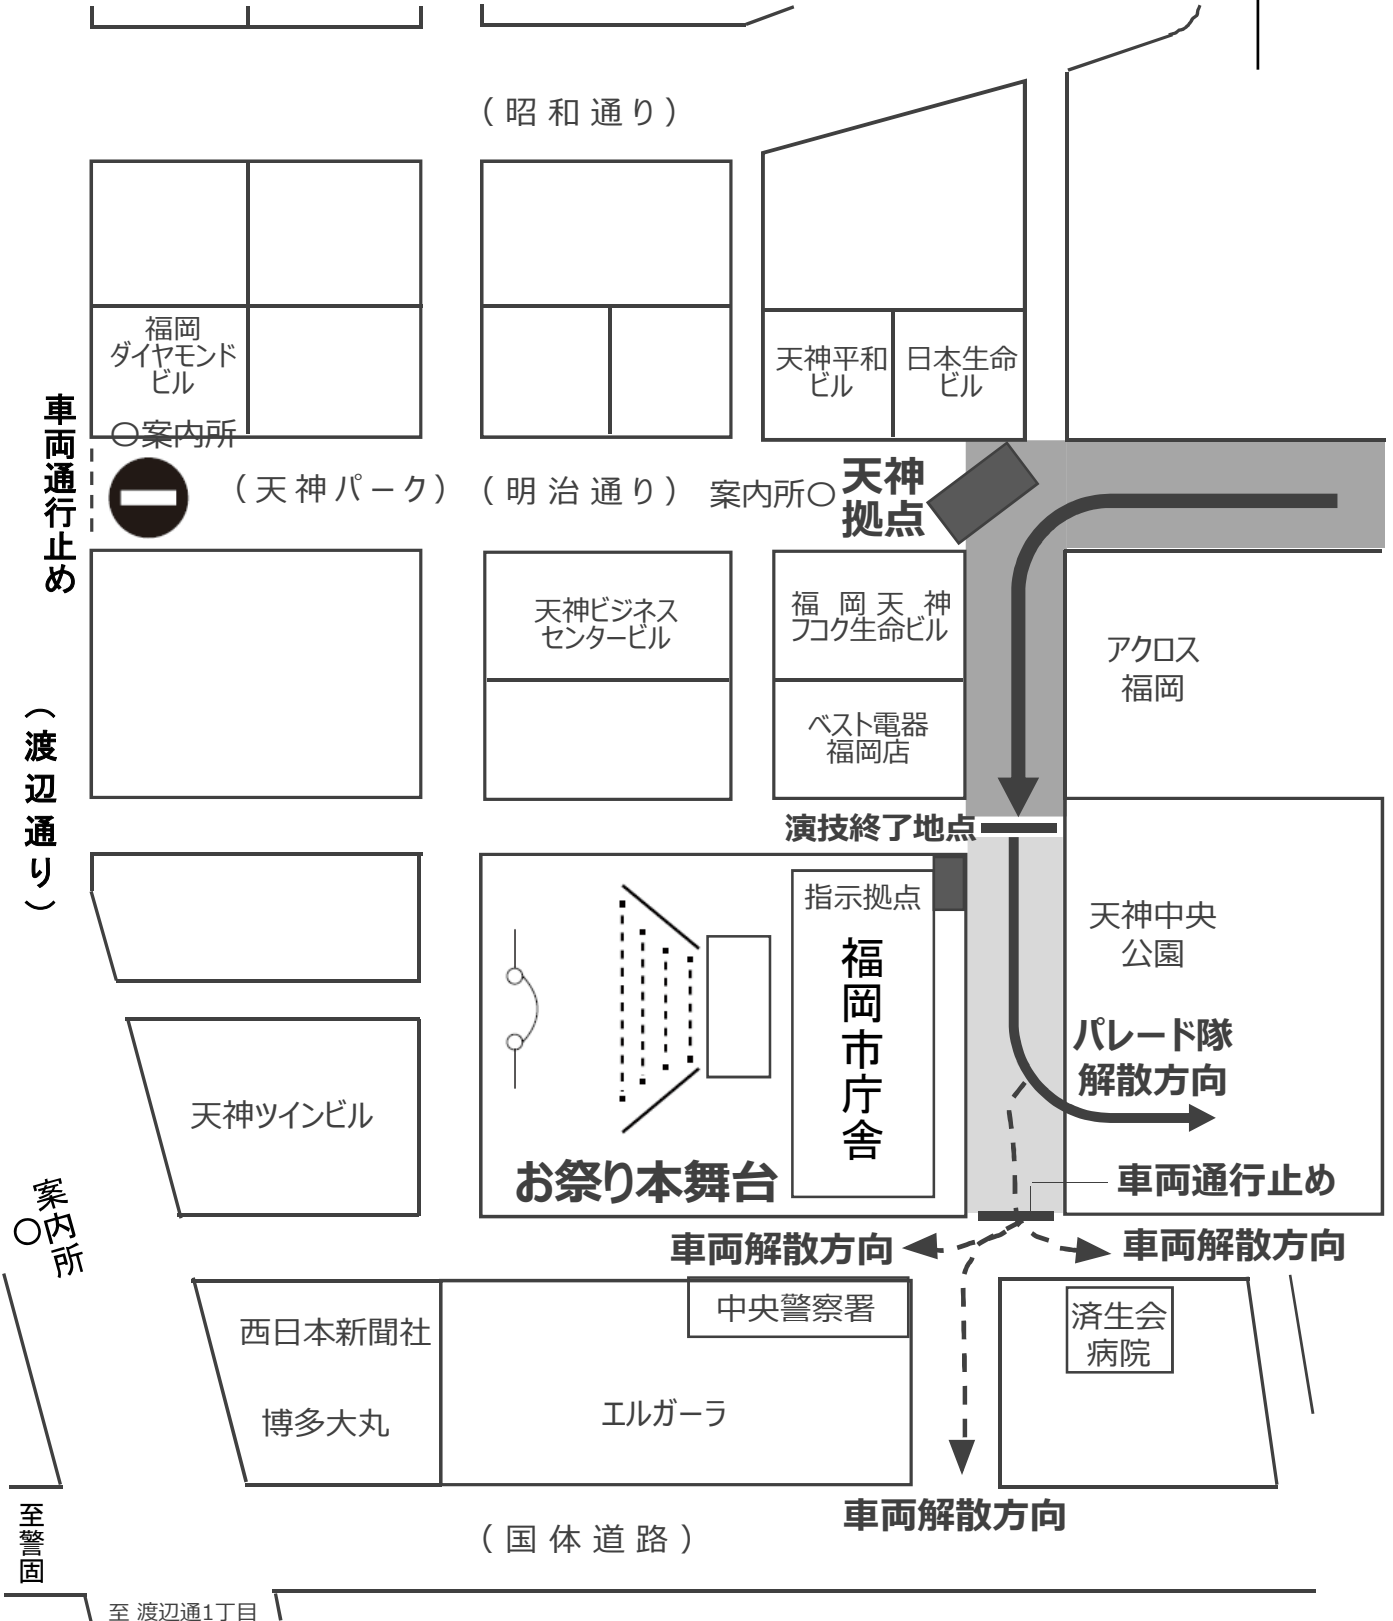 （昭和通り）
福岡
ダイヤモンド
ビル
〇案内所
天神平和
ビル
日本生命
ビル
車両通行止め
（天神パーク）
（明治通り）
案内所〇
天神
拠点
天神ビジネス
センタービル
福岡天神
フコク生命ビル
アクロス
福岡
ベスト電器
福岡店
（渡辺通り）
演技終了地点
指示拠点
福岡市庁舎
天神中央
公園
パレード隊
解散方向
天神ツインビル
お祭り本舞台
車両通行止め
案内所
〇
車両解散方向
車両解散方向
西日本新聞社
博多大丸
中央警察署
エルガーラ
済生会
病院
車両解散方向
至警固
（国体道路）
至 渡辺通1丁目